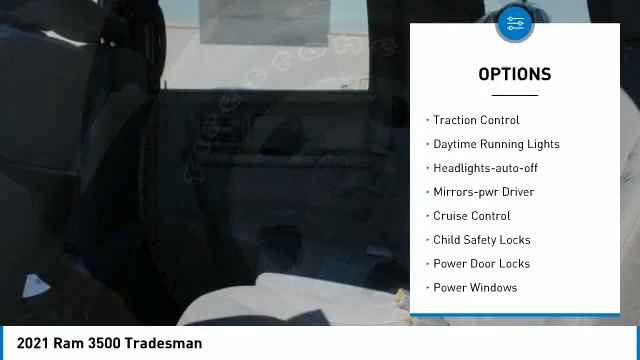 OPTIONS
Traction Control
Daytime Running Lights
Headlights-auto-off
Mirrors-pwr Driver
Cruise Control
Child Safety Locks
Power Door Locks
Power Windows
2021 Ram 3500 Tradesman